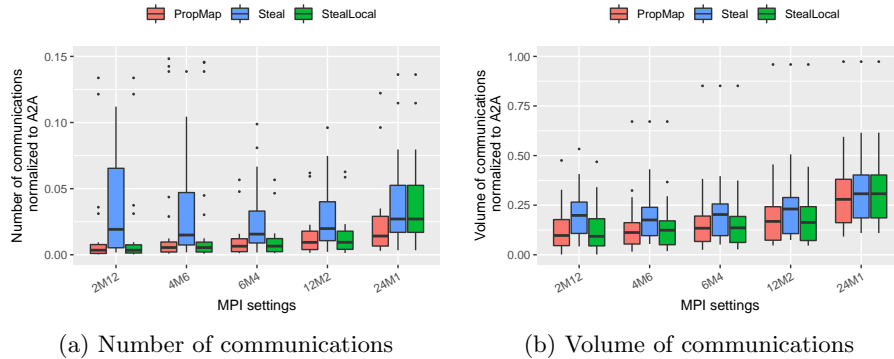 PropMap Steal StealLocal
Number of communications
normalized to A2A
0.15
0.10
0.05
0.00
2M12 4M6 6M4 12M2 24M1
MPI settings
(a) Number of communications
PropMap Steal StealLocal
Volume of communications
normalized to A2A
1.00
0.75
0.50
0.25
0.00
2M12 4M6 6M4 12M2 24M1
MPI settings
(b) Volume of communications